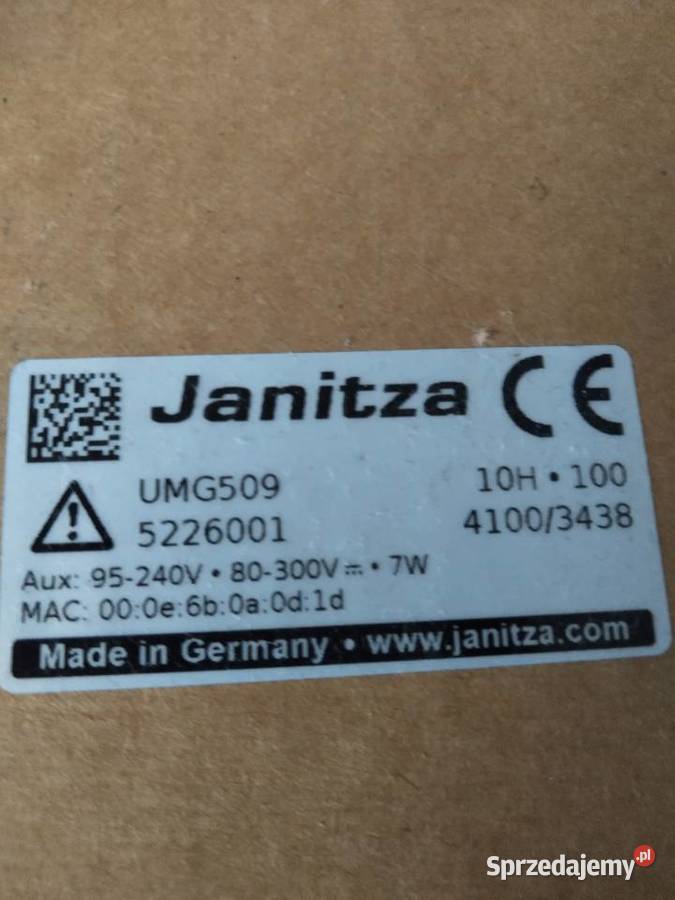 Janitza CE
UMG509 10H • 100
5226001 4100/3438
Aux: 95-240V • 80-300V⎓ • 7W
MAC: 00:0e:6b:0a:0d:1d
Made in Germany • www.janitza.com
Sprzedajemy.pl